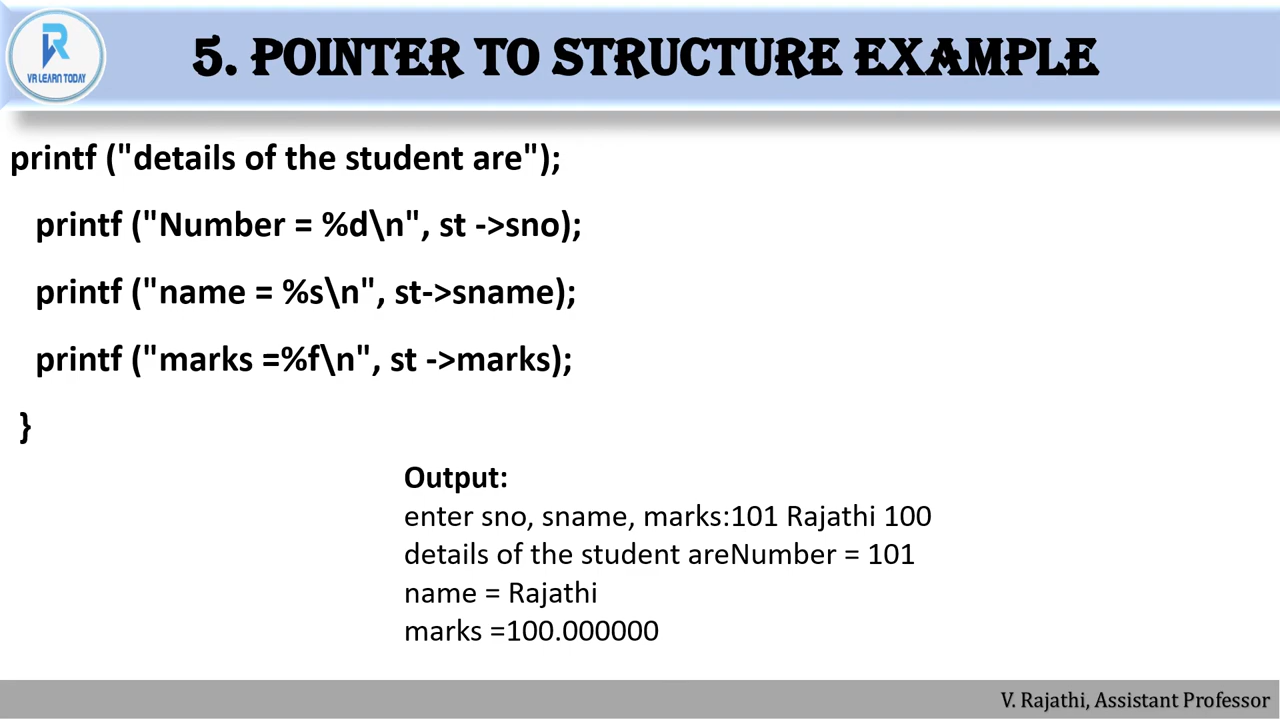 VR LEARN TODAY
5. POINTER TO STRUCTURE EXAMPLE
printf ("details of the student are");
printf ("Number = %d\n", st ->sno);
printf ("name = %s\n", st->sname);
printf ("marks =%f\n", st ->marks);
}
Output:
enter sno, sname, marks:101 Rajathi 100
details of the student areNumber = 101
name = Rajathi
marks =100.000000
V. Rajathi, Assistant Professor